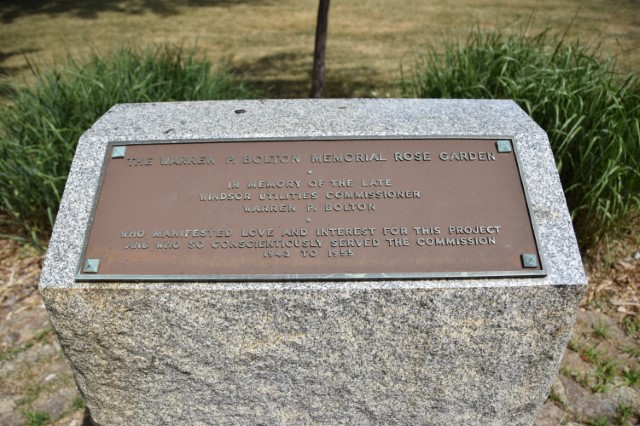 THE WARREN P. BOLTON MEMORIAL ROSE GARDEN
IN MEMORY OF THE LATE
WINDSOR UTILITIES COMMISSIONER
WARREN P. BOLTON
WHO MANIFESTED LOVE AND INTEREST FOR THIS PROJECT
AND WHO SO CONSCIENTIOUSLY SERVED THE COMMISSION
1942 TO 1955